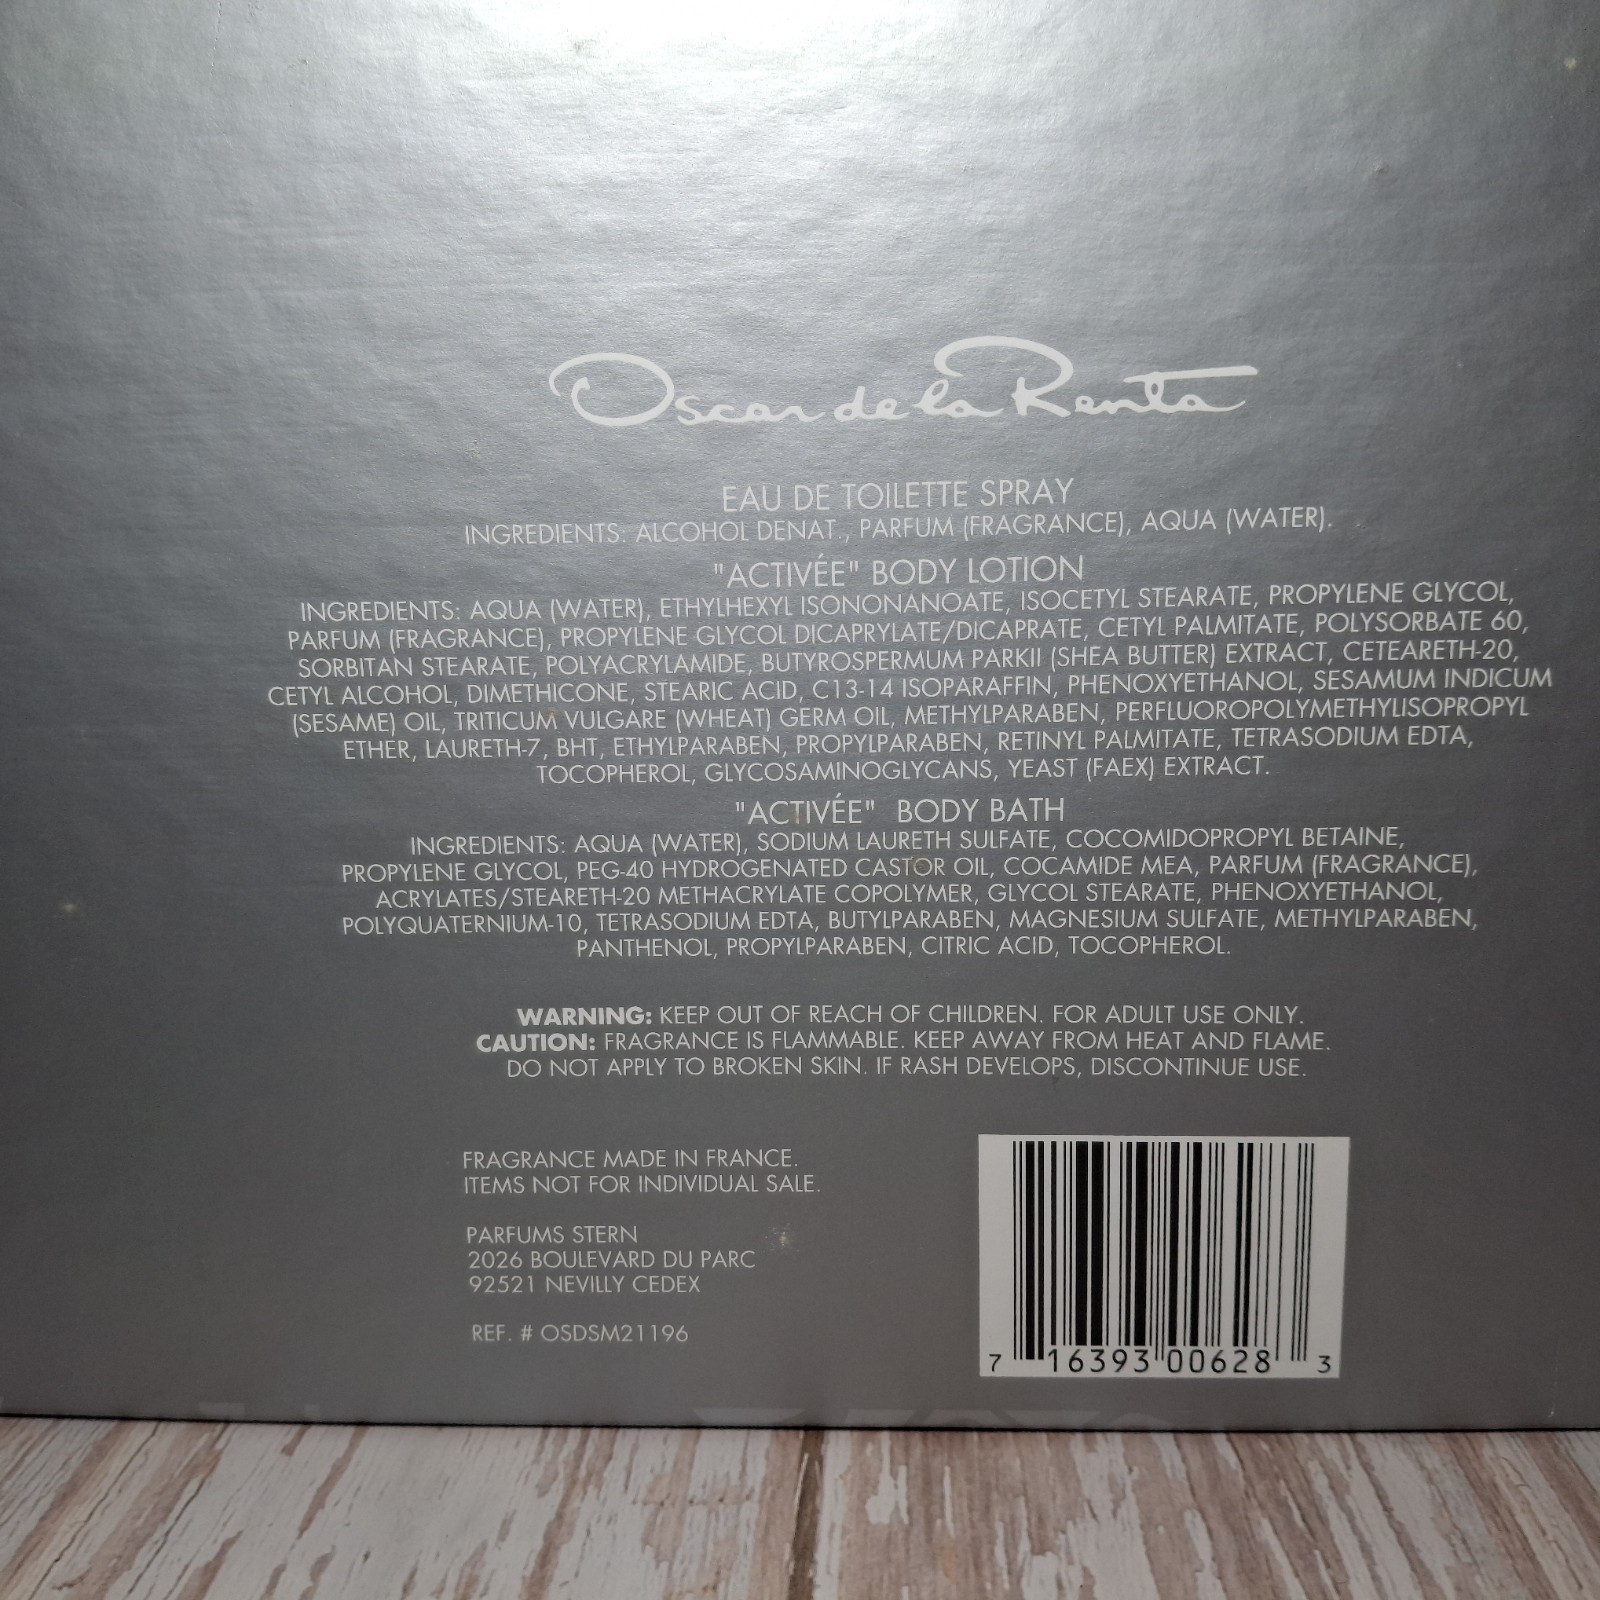 Oscar de la Renta
EAU DE TOILETTE SPRAY
INGREDIENTS: ALCOHOL DENAT., PARFUM (FRAGRANCE), AQUA (WATER).
"ACTIVÉE" BODY LOTION
INGREDIENTS: AQUA (WATER), ETHYLHEXYL ISONONANOATE, ISOCETYL STEARATE, PROPYLENE GLYCOL,
PARFUM (FRAGRANCE), PROPYLENE GLYCOL DICAPRYLATE/DICAPRATE, CETYL PALMITATE, POLYSORBATE 60,
SORBITAN STEARATE, POLYACRYLAMIDE, BUTYROSPERMUM PARKII (SHEA BUTTER) EXTRACT, CETEARETH-20,
CETYL ALCOHOL, DIMETHICONE, STEARIC ACID, C13-14 ISOPARAFFIN, PHENOXYETHANOL, SESAMUM INDICUM
(SESAME) OIL, TRITICUM VULGARE (WHEAT) GERM OIL, METHYLPARABEN, PERFLUOROPOLYMETHYLISOPROPYL
ETHER, LAURETH-7, BHT, ETHYLPARABEN, PROPYLPARABEN, RETINYL PALMITATE, TETRASODIUM EDTA,
TOCOPHEROL, GLYCOSAMINOGLYCANS, YEAST (FAEX) EXTRACT.
"ACTIVÉE" BODY BATH
INGREDIENTS: AQUA (WATER), SODIUM LAURETH SULFATE, COCOMIDOPROPYL BETAINE,
PROPYLENE GLYCOL, PEG-40 HYDROGENATED CASTOR OIL, COCAMIDE MEA, PARFUM (FRAGRANCE),
ACRYLATES/STEARETH-20 METHACRYLATE COPOLYMER, GLYCOL STEARATE, PHENOXYETHANOL,
POLYQUATERNIUM-10, TETRASODIUM EDTA, BUTYLPARABEN, MAGNESIUM SULFATE, METHYLPARABEN,
PANTHENOL, PROPYLPARABEN, CITRIC ACID, TOCOPHEROL.
WARNING: KEEP OUT OF REACH OF CHILDREN. FOR ADULT USE ONLY.
CAUTION: FRAGRANCE IS FLAMMABLE. KEEP AWAY FROM HEAT AND FLAME.
DO NOT APPLY TO BROKEN SKIN. IF RASH DEVELOPS, DISCONTINUE USE.
FRAGRANCE MADE IN FRANCE.
ITEMS NOT FOR INDIVIDUAL SALE.
PARFUMS STERN
2026 BOULEVARD DU PARC
92521 NEVILLY CEDEX
REF. # OSDSM21196
7 16393 00628 3